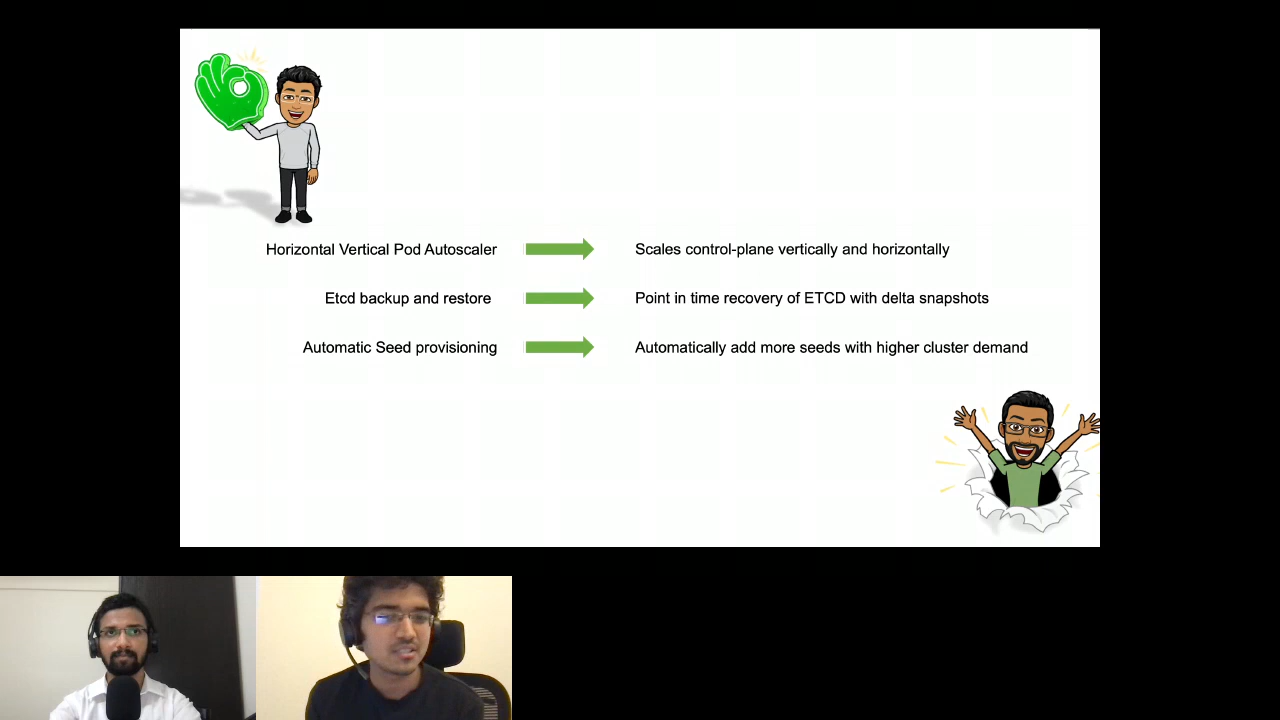 Horizontal Vertical Pod Autoscaler Scales control-plane vertically and horizontally
Etcd backup and restore Point in time recovery of ETCD with delta snapshots
Automatic Seed provisioning Automatically add more seeds with higher cluster demand